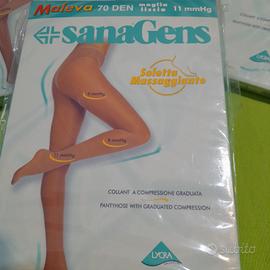 Maleva 70 DEN maglia liscia 11 mmHg
sanaGens
Soletta
Massaggiante
COLLANT A COMPRESSIONE GRADUATA
PANTYHOSE WITH GRADUATED COMPRESSION
LYCRA
subito